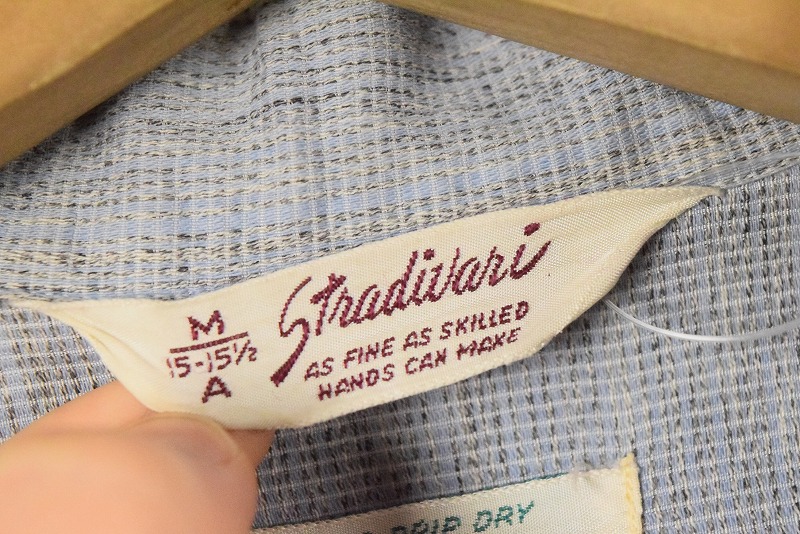 M
15-15½
A
Stradivari
AS FINE AS SKILLED
HANDS CAN MAKE
DRIP DRY